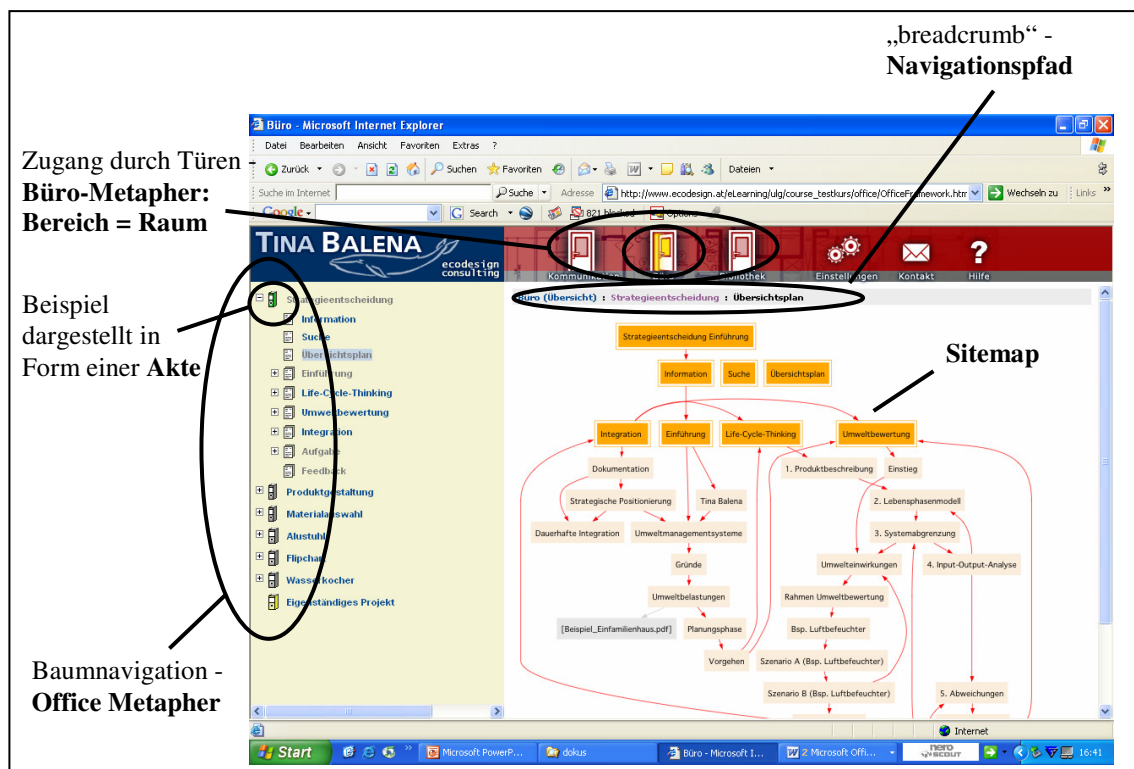 „breadcrumb“ -
Navigationspfad
Zugang durch Türen -
Büro-Metapher:
Bereich = Raum
Beispiel
dargestellt in
Form einer Akte
Baumnavigation -
Office Metapher
Sitemap
Büro - Microsoft Internet Explorer
Datei Bearbeiten Ansicht Favoriten Extras ?
Zurück Suchen Favoriten Dateien
Suche im Internet Suche Adresse http://www.ecodesign.at/eLearning/ulg/course_testkurs/office/OfficeFramework.htm Wechseln zu Links »
Google Search 821 blocked Options
TINA BALENA
ecodesign
consulting
Kommunikation Bibliothek Einstellungen Kontakt Hilfe
Büro (Übersicht) : Strategieentscheidung : Übersichtsplan
Strategieentscheidung
Information
Suche
Übersichtsplan
Einführung
Life-Cycle-Thinking
Umweltbewertung
Integration
Aufgabe
Feedback
Produktgestaltung
Materialauswahl
Alustuhl
Flipchart
Wasserkocher
Eigenständiges Projekt
Strategieentscheidung Einführung
Information Suche Übersichtsplan
Integration Einführung Life-Cycle-Thinking Umweltbewertung
Dokumentation 1. Produktbeschreibung Einstieg
Strategische Positionierung Tina Balena 2. Lebensphasenmodell
Dauerhafte Integration Umweltmanagementsysteme 3. Systemabgrenzung
Gründe Umwelteinwirkungen 4. Input-Output-Analyse
Umweltbelastungen Rahmen Umweltbewertung
[Beispiel_Einfamilienhaus.pdf] Planungsphase Bsp. Luftbefeuchter
Vorgehen Szenario A (Bsp. Luftbefeuchter)
Szenario B (Bsp. Luftbefeuchter) 5. Abweichungen
Internet
Start » Microsoft PowerP... dokus Büro - Microsoft I... 2 Microsoft Offi... nero SCOUT 16:41